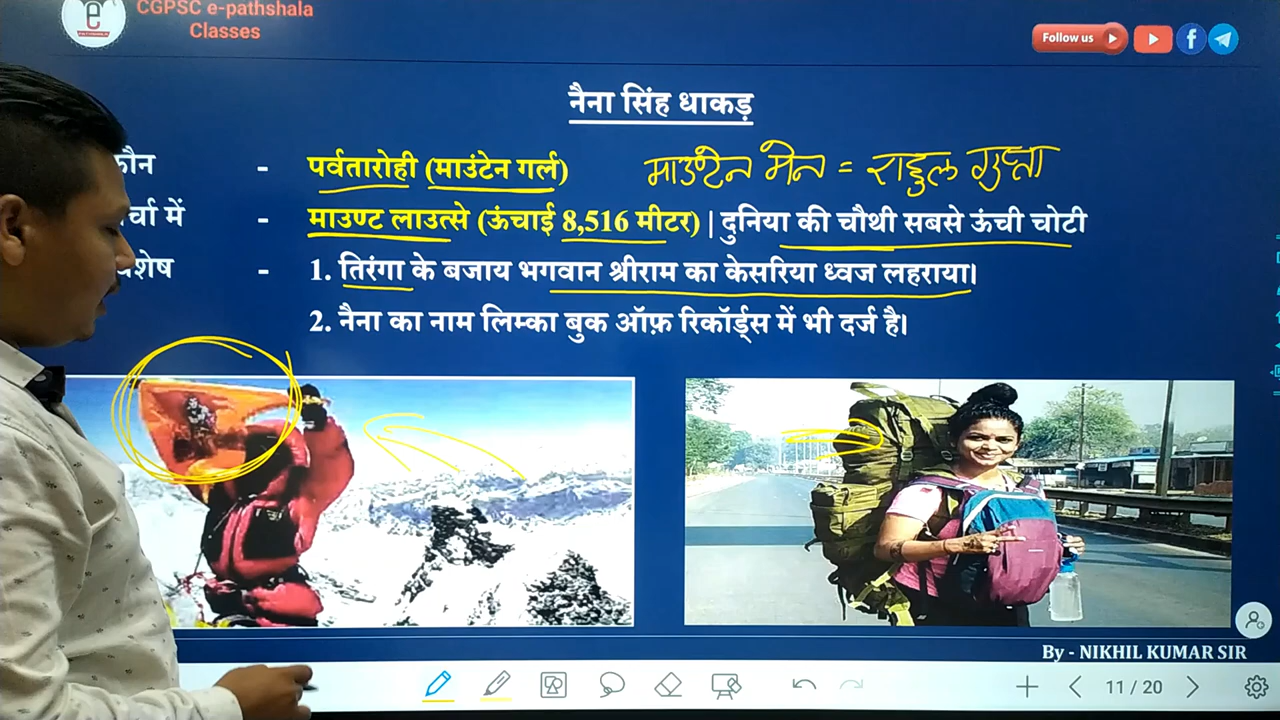 CGPSC e-pathshala
Classes
e
Follow us
नैना सिंह धाकड़
कौन - पर्वतारोही (माउंटेन गर्ल) माउण्टेन मेन = राहुल गुप्ता
र्चा में - माउण्ट लाउत्से (ऊंचाई 8,516 मीटर) | दुनिया की चौथी सबसे ऊंची चोटी
शेष - 1. तिरंगा के बजाय भगवान श्रीराम का केसरिया ध्वज लहराया।
2. नैना का नाम लिम्का बुक ऑफ़ रिकॉर्ड्स में भी दर्ज है।
By - NIKHIL KUMAR SIR
11 / 20